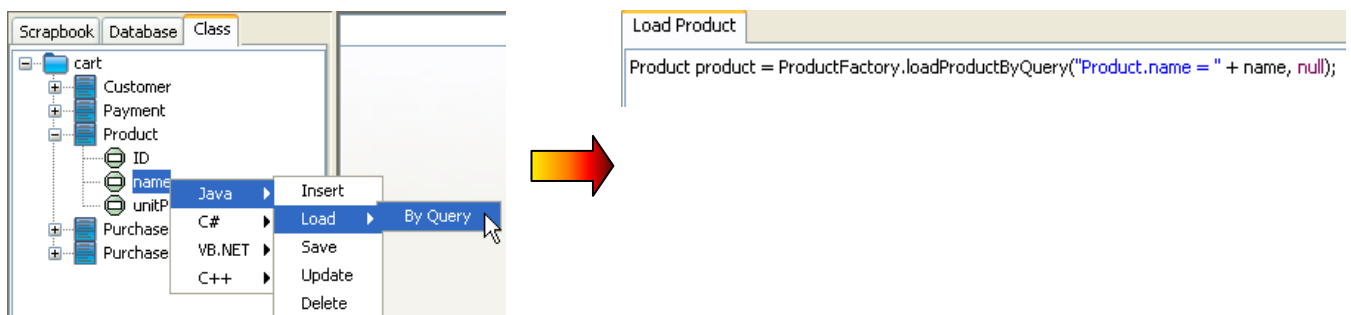 Scrapbook Database Class
cart
Customer
Payment
Product
ID
name
unitP
Purchase
Purchase
Java
C#
VB.NET
C++
Insert
Load
Save
Update
Delete
By Query
Load Product
Product product = ProductFactory.loadProductByQuery("Product.name = " + name, null);